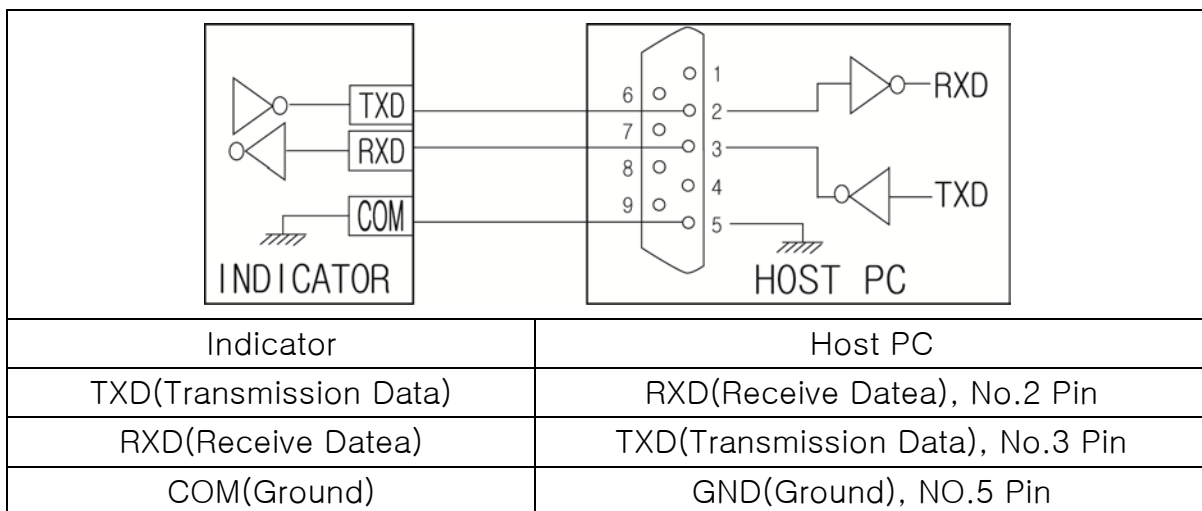 TXD
RXD
COM
INDICATOR
1
6
2
7
3
8
4
9
5
RXD
TXD
HOST PC
Indicator Host PC
TXD(Transmission Data) RXD(Receive Datea), No.2 Pin
RXD(Receive Datea) TXD(Transmission Data), No.3 Pin
COM(Ground) GND(Ground), NO.5 Pin